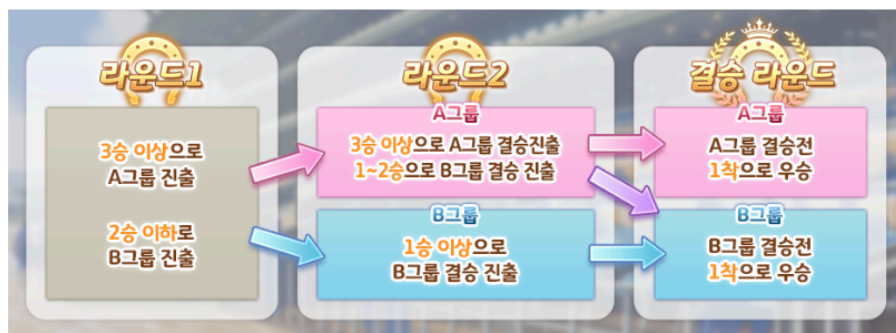 라운드1
3승 이상으로
A그룹 진출
2승 이하로
B그룹 진출
라운드2
A그룹
3승 이상으로 A그룹 결승진출
1~2승으로 B그룹 결승 진출
B그룹
1승 이상으로
B그룹 결승 진출
결승 라운드
A그룹
A그룹 결승전
1착으로 우승
B그룹
B그룹 결승전
1착으로 우승